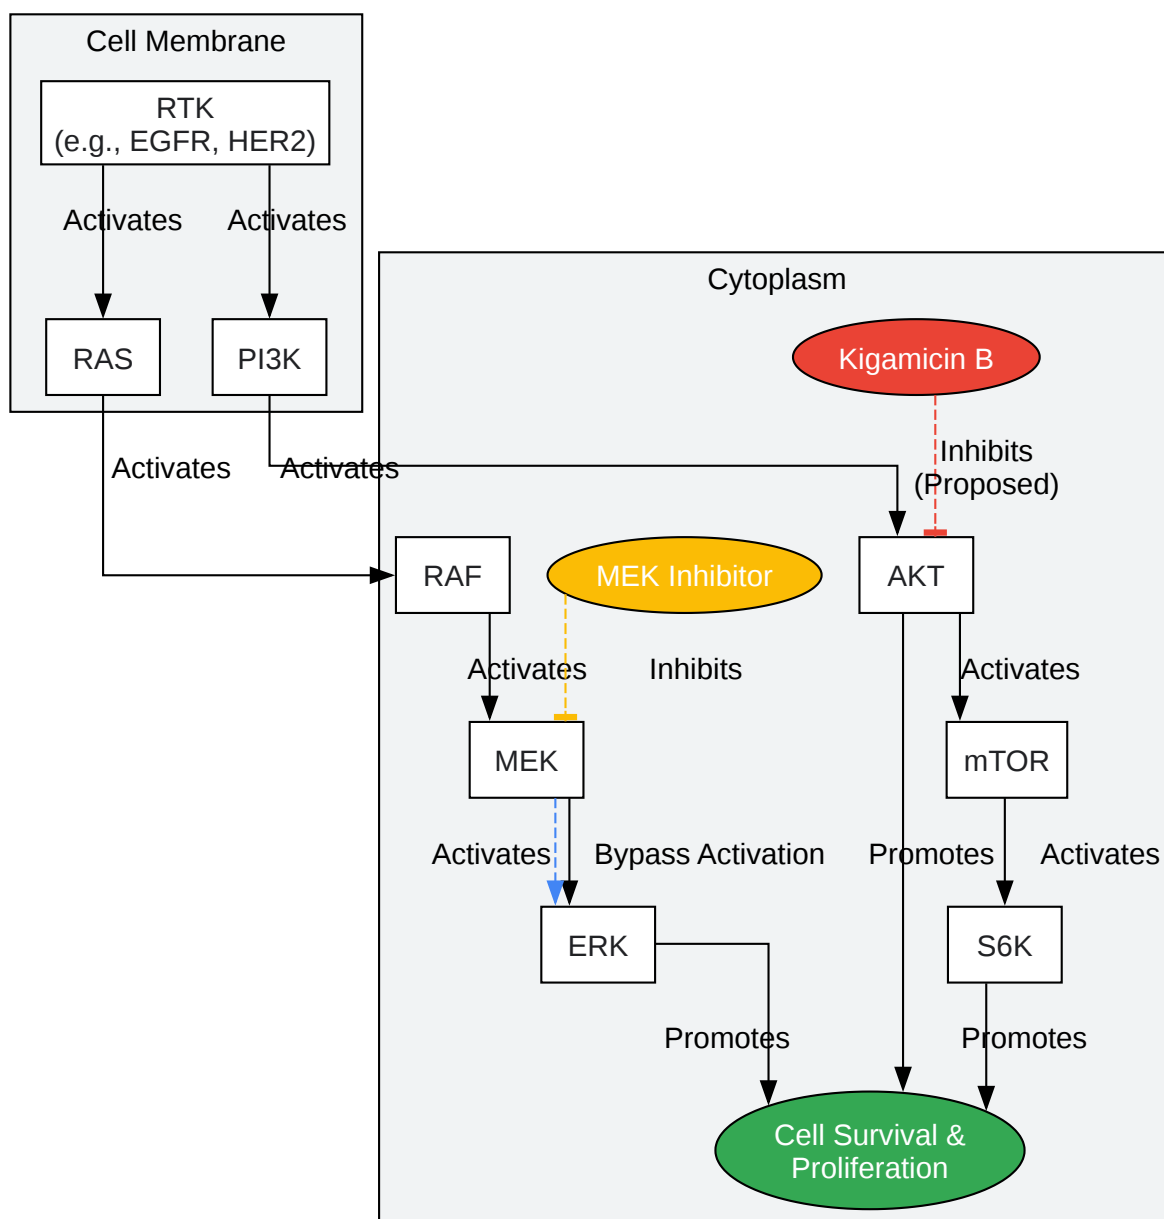 Cell Membrane
RTK
(e.g., EGFR, HER2)
Activates
Activates
Cytoplasm
RAS
PI3K
Kigamicin B
Activates
Activates
Inhibits
(Proposed)
RAF
MEK Inhibitor
AKT
Activates
Inhibits
Activates
MEK
mTOR
Activates
Bypass Activation
Promotes
Activates
ERK
S6K
Promotes
Promotes
Cell Survival &
Proliferation